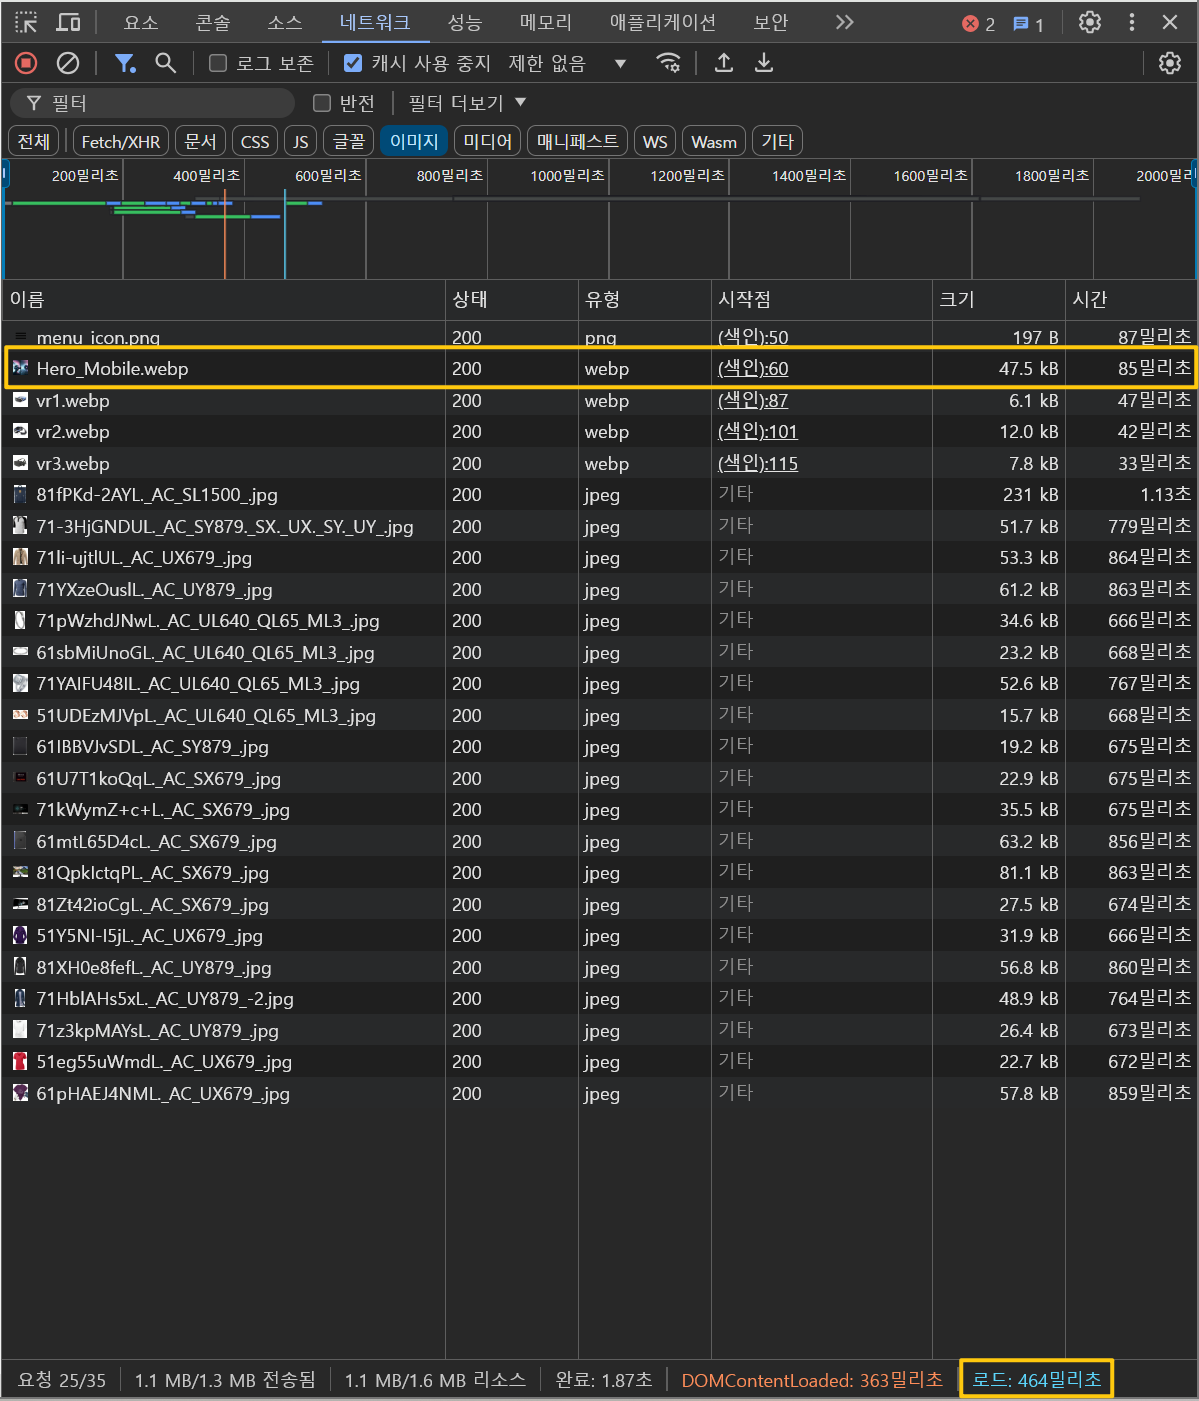 요소 콘솔 소스 네트워크 성능 메모리 애플리케이션 보안 2 1
로그 보존 캐시 사용 중지 제한 없음
필터 반전 필터 더보기
전체 Fetch/XHR 문서 CSS JS 글꼴 이미지 미디어 매니페스트 WS Wasm 기타
200밀리초 400밀리초 600밀리초 800밀리초 1000밀리초 1200밀리초 1400밀리초 1600밀리초 1800밀리초 2000밀리
이름 상태 유형 시작점 크기 시간
menu_icon.png 200 png (색인):50 197 B 87밀리초
Hero_Mobile.webp 200 webp (색인):60 47.5 kB 85밀리초
vr1.webp 200 webp (색인):87 6.1 kB 47밀리초
vr2.webp 200 webp (색인):101 12.0 kB 42밀리초
vr3.webp 200 webp (색인):115 7.8 kB 33밀리초
81fPKd-2AYL._AC_SL1500_.jpg 200 jpeg 기타 231 kB 1.13초
71-3HjGNDUL._AC_SY879._SX._UX._SY._UY_.jpg 200 jpeg 기타 51.7 kB 779밀리초
71li-ujtlUL._AC_UX679_.jpg 200 jpeg 기타 53.3 kB 864밀리초
71YXzeOuslL._AC_UY879_.jpg 200 jpeg 기타 61.2 kB 863밀리초
71pWzhdJNwL._AC_UL640_QL65_ML3_.jpg 200 jpeg 기타 34.6 kB 666밀리초
61sbMiUnoGL._AC_UL640_QL65_ML3_.jpg 200 jpeg 기타 23.2 kB 668밀리초
71YAIFU48IL._AC_UL640_QL65_ML3_.jpg 200 jpeg 기타 52.6 kB 767밀리초
51UDEzMJVpL._AC_UL640_QL65_ML3_.jpg 200 jpeg 기타 15.7 kB 668밀리초
61IBBVJvSDL._AC_SY879_.jpg 200 jpeg 기타 19.2 kB 675밀리초
61U7T1koQqL._AC_SX679_.jpg 200 jpeg 기타 22.9 kB 675밀리초
71kWymZ+c+L._AC_SX679_.jpg 200 jpeg 기타 35.5 kB 675밀리초
61mtL65D4cL._AC_SX679_.jpg 200 jpeg 기타 63.2 kB 856밀리초
81QpkIctqPL._AC_SX679_.jpg 200 jpeg 기타 81.1 kB 863밀리초
81Zt42ioCgL._AC_SX679_.jpg 200 jpeg 기타 27.5 kB 674밀리초
51Y5NI-I5jL._AC_UX679_.jpg 200 jpeg 기타 31.9 kB 666밀리초
81XH0e8fefL._AC_UY879_.jpg 200 jpeg 기타 56.8 kB 860밀리초
71HblAHs5xL._AC_UY879_-2.jpg 200 jpeg 기타 48.9 kB 764밀리초
71z3kpMAYsL._AC_UY879_.jpg 200 jpeg 기타 26.4 kB 673밀리초
51eg55uWmdL._AC_UX679_.jpg 200 jpeg 기타 22.7 kB 672밀리초
61pHAEJ4NML._AC_UX679_.jpg 200 jpeg 기타 57.8 kB 859밀리초
요청 25/35 1.1 MB/1.3 MB 전송됨 1.1 MB/1.6 MB 리소스 완료: 1.87초 DOMContentLoaded: 363밀리초 로드: 464밀리초